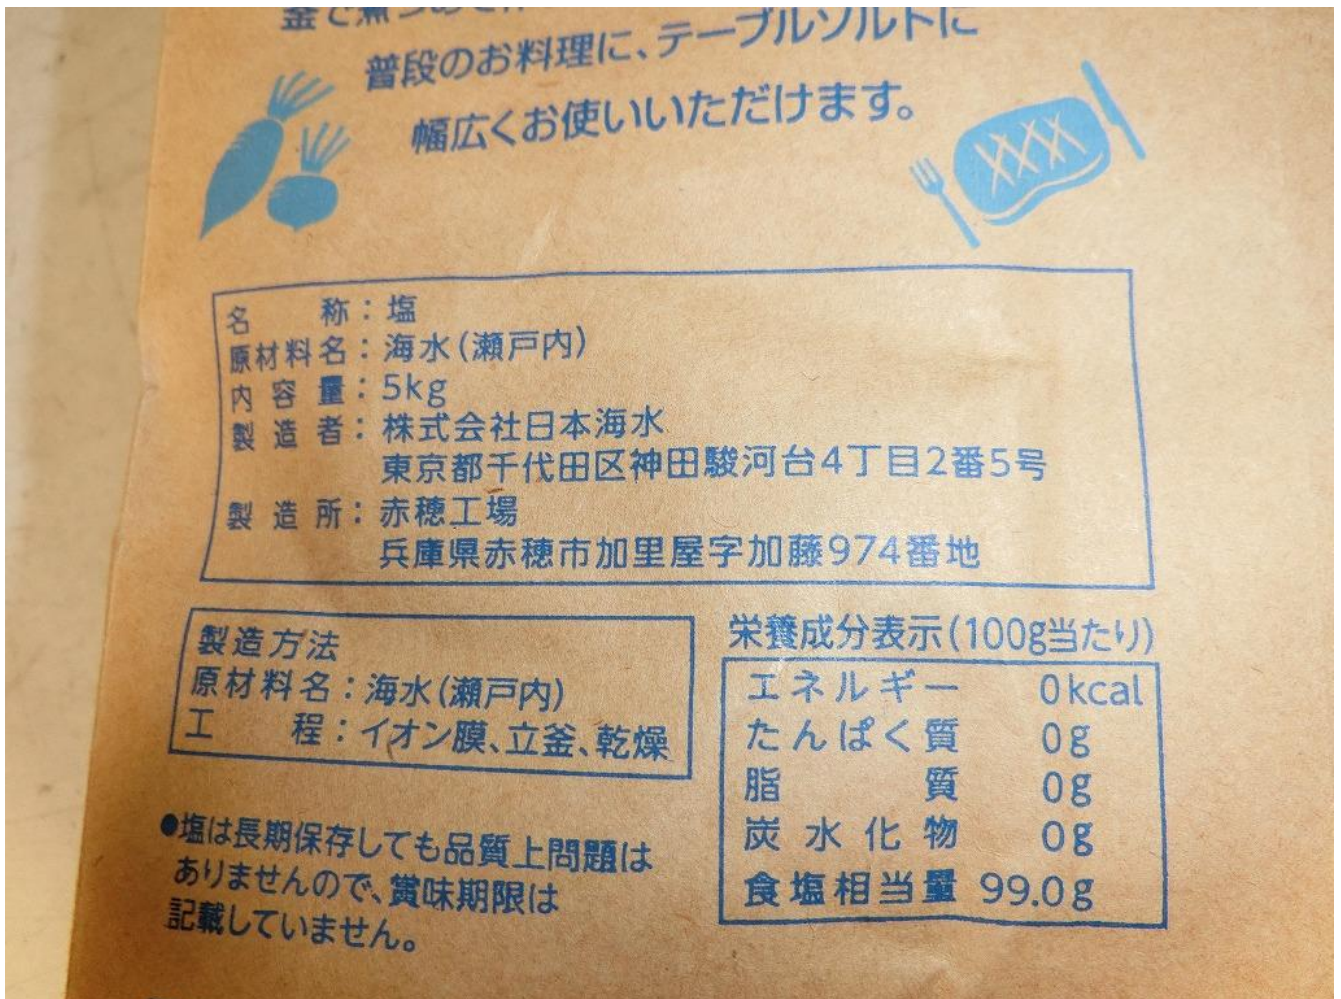 普段のお料理に、テーブルソルトに
幅広くお使いいただけます。
名称：塩
原材料名：海水（瀬戸内）
内容量：5kg
製造者：株式会社日本海水
東京都千代田区神田駿河台4丁目2番5号
製造所：赤穂工場
兵庫県赤穂市加里屋字加藤974番地
製造方法
原材料名：海水（瀬戸内）
工程：イオン膜、立釜、乾燥
栄養成分表示（100g当たり）
エネルギー 0kcal
たんぱく質 0g
脂質 0g
炭水化物 0g
食塩相当量 99.0g
●塩は長期保存しても品質上問題は
ありませんので、賞味期限は
記載していません。